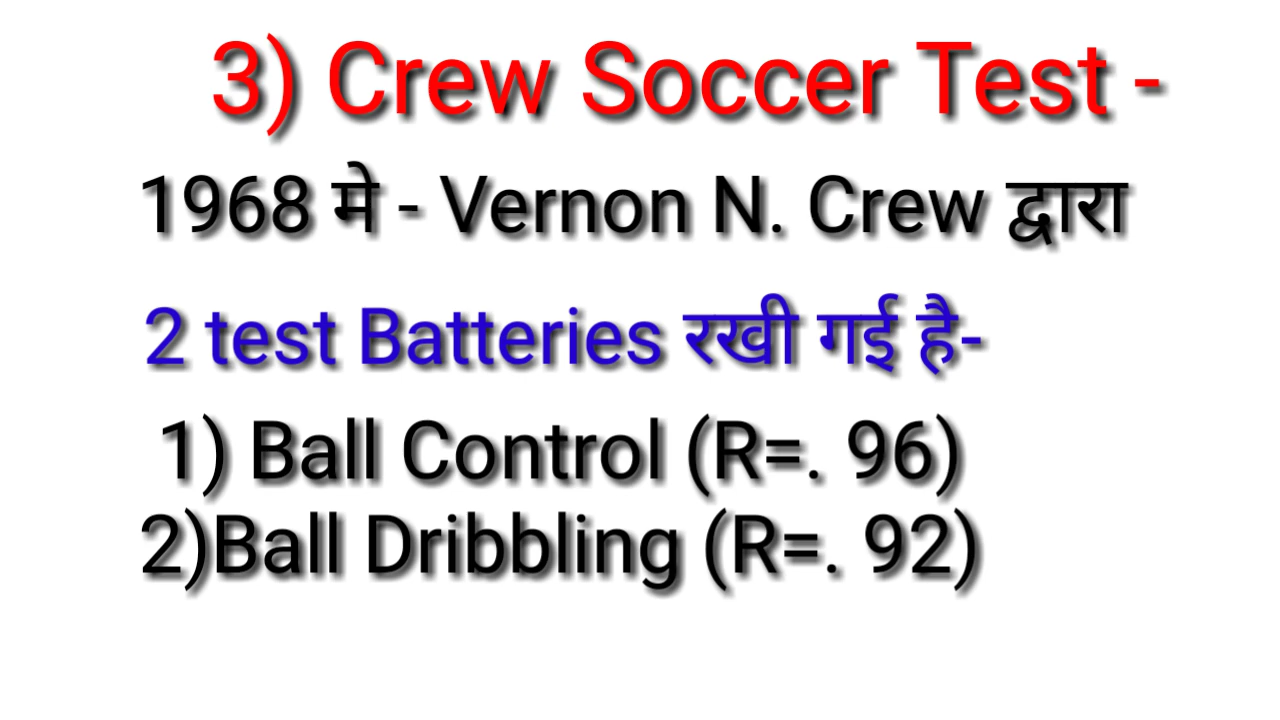 3) Crew Soccer Test -
1968 मे - Vernon N. Crew द्वारा
2 test Batteries रखी गई है-
1) Ball Control (R=. 96)
2)Ball Dribbling (R=. 92)